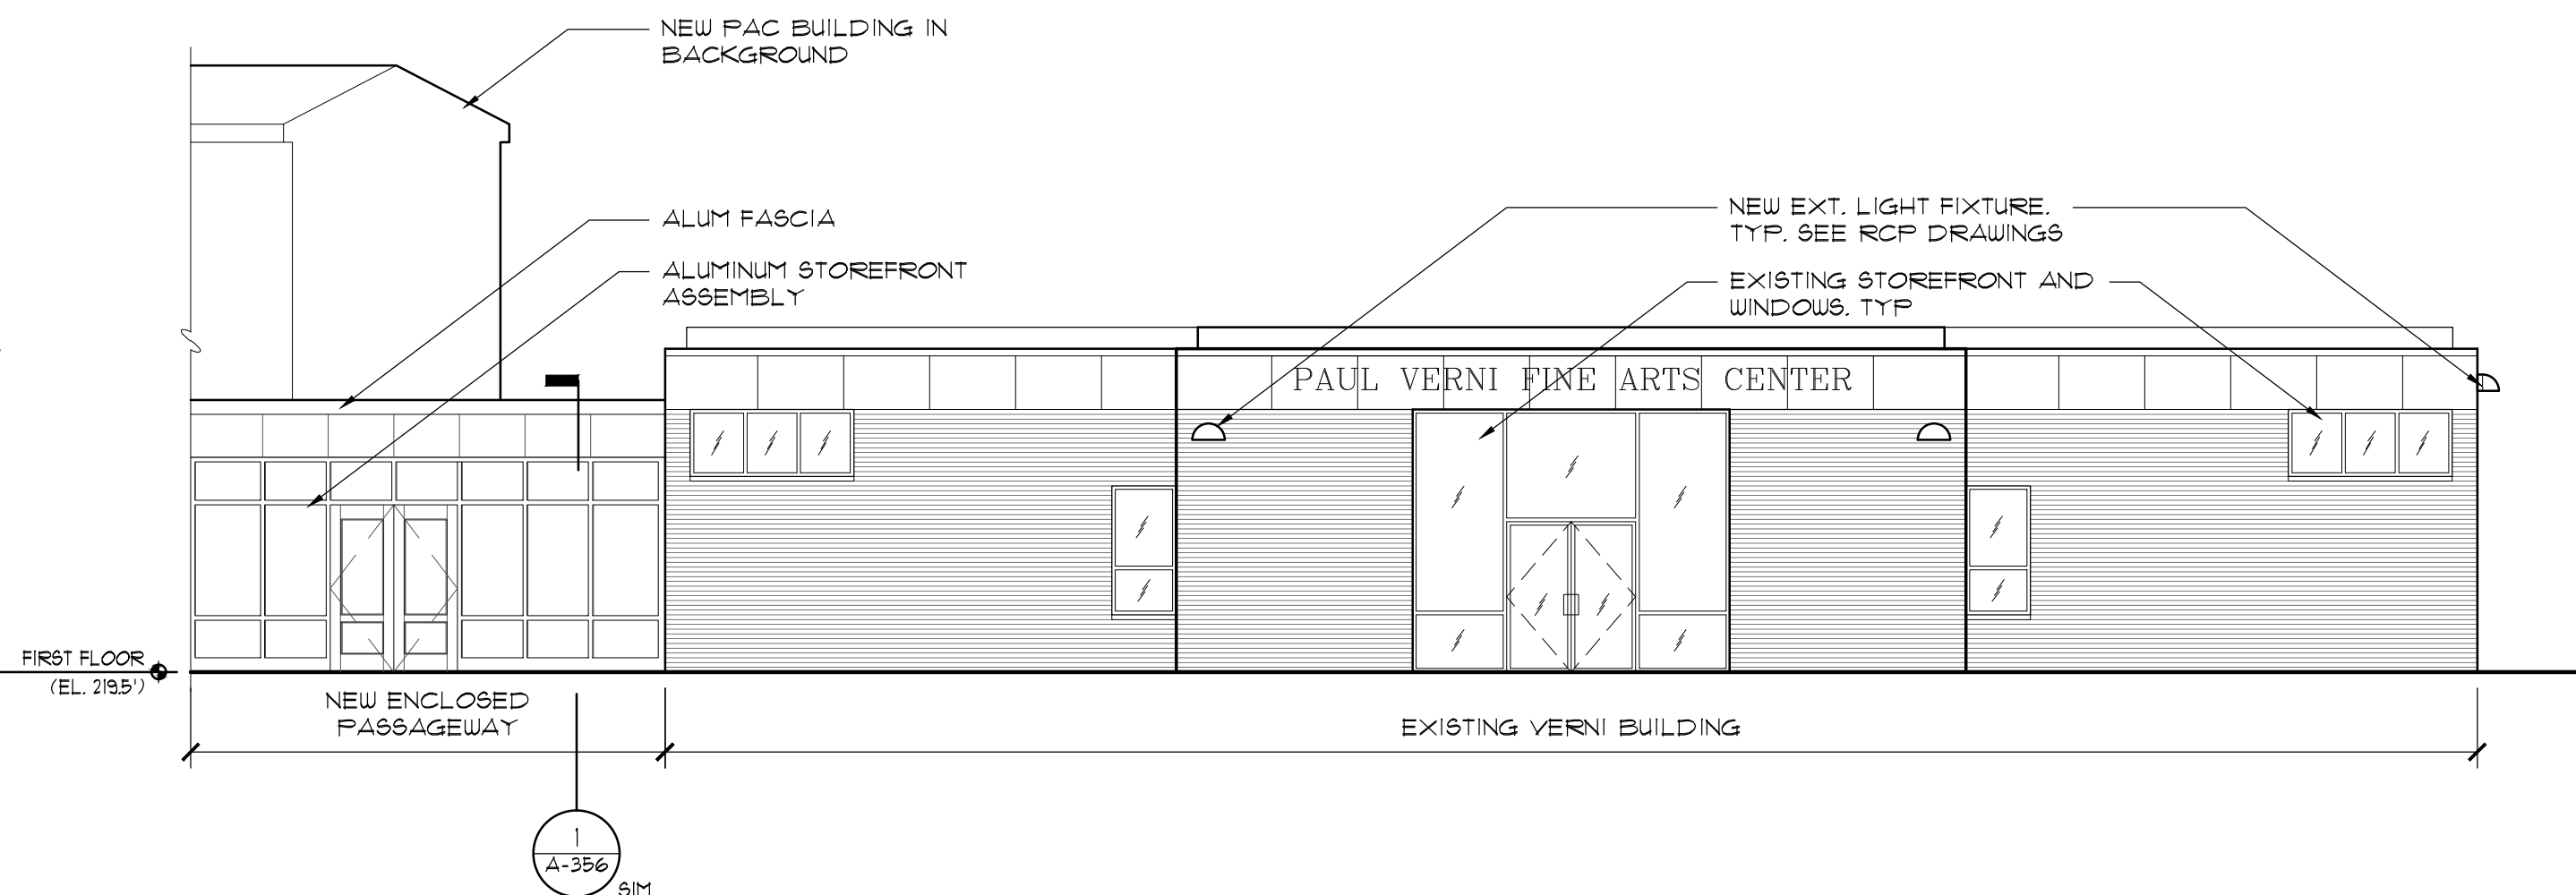 NEW PAC BUILDING IN
BACKGROUND
ALUM FASCIA
ALUMINUM STOREFRONT
ASSEMBLY
NEW EXT. LIGHT FIXTURE.
TYP. SEE RCP DRAWINGS
EXISTING STOREFRONT AND
WINDOWS. TYP
PAUL VERNI FINE ARTS CENTER
FIRST FLOOR
(EL. 219.5')
NEW ENCLOSED
PASSAGEWAY
EXISTING VERNI BUILDING
1
A-356
SIM